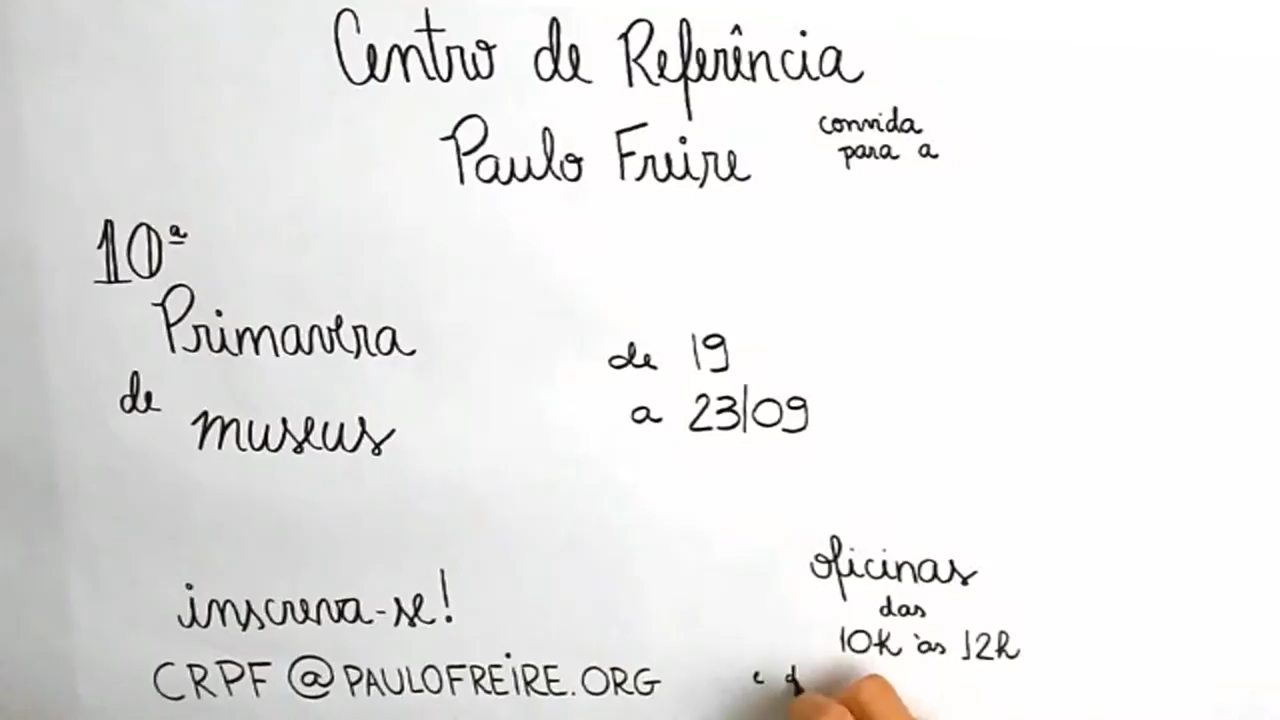 Centro de Referência
Paulo Freire
convida
para a
10ª
Primavera
de
museus
de 19
a 23/09
inscreva-se!
CRPF @PAULOFREIRE.ORG
oficinas
das
10h às 12h